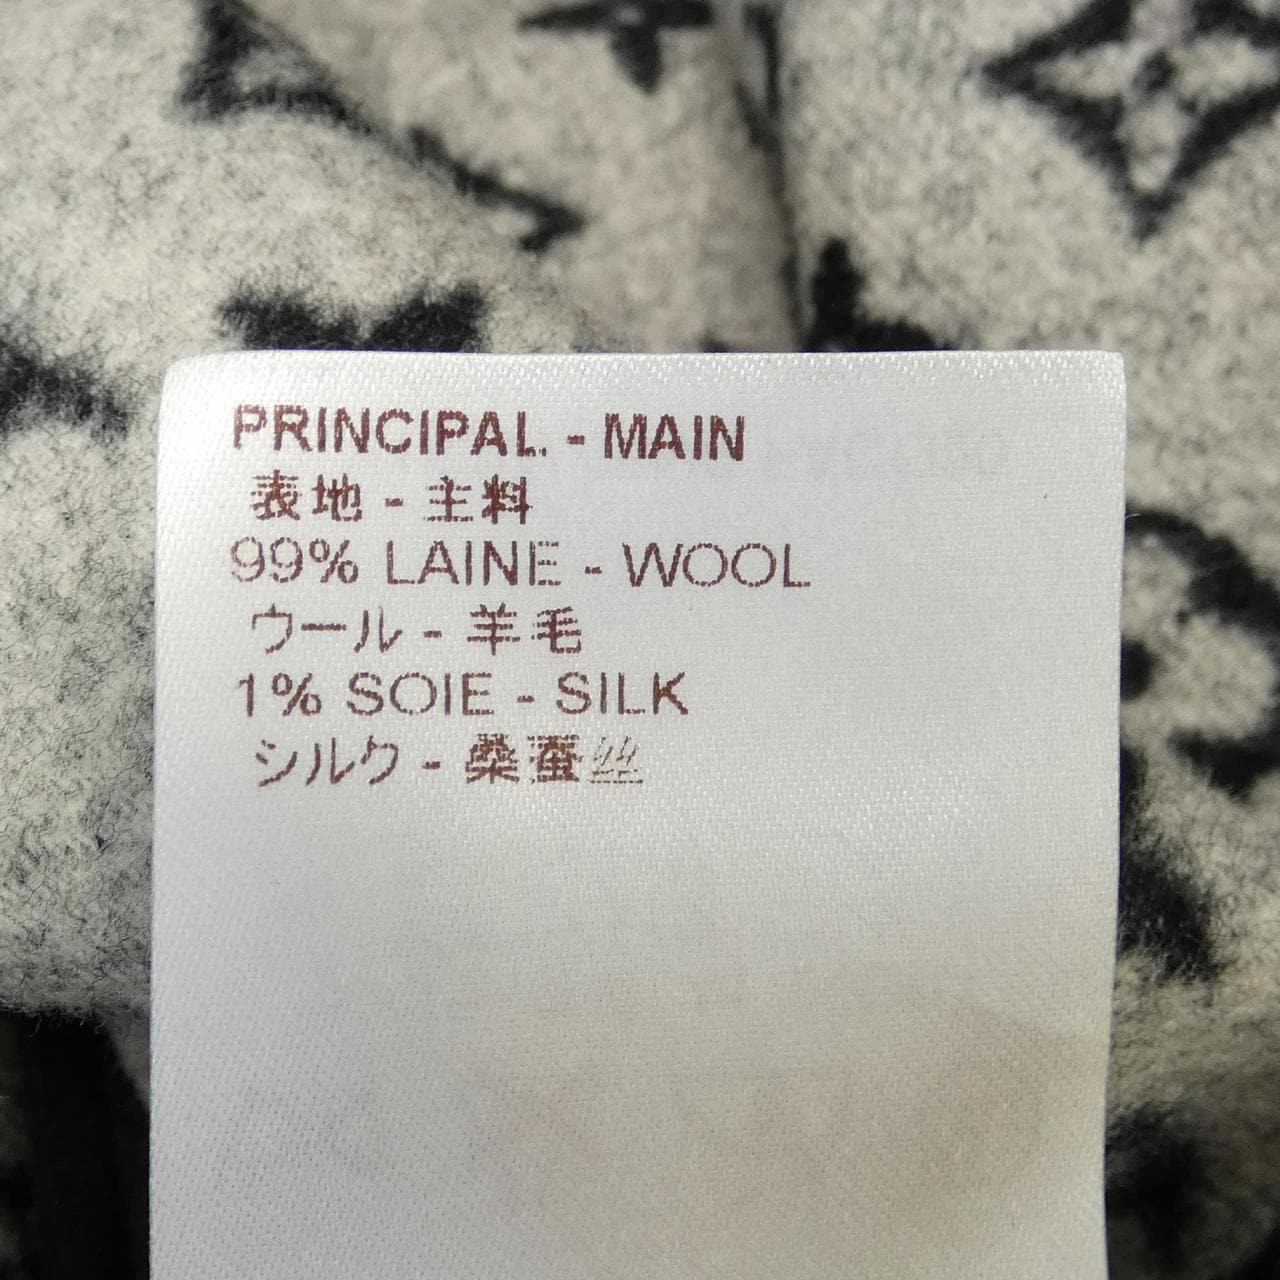 PRINCIPAL - MAIN
表地 - 主料
99% LAINE - WOOL
ウール - 羊毛
1% SOIE - SILK
シルク - 桑蚕丝